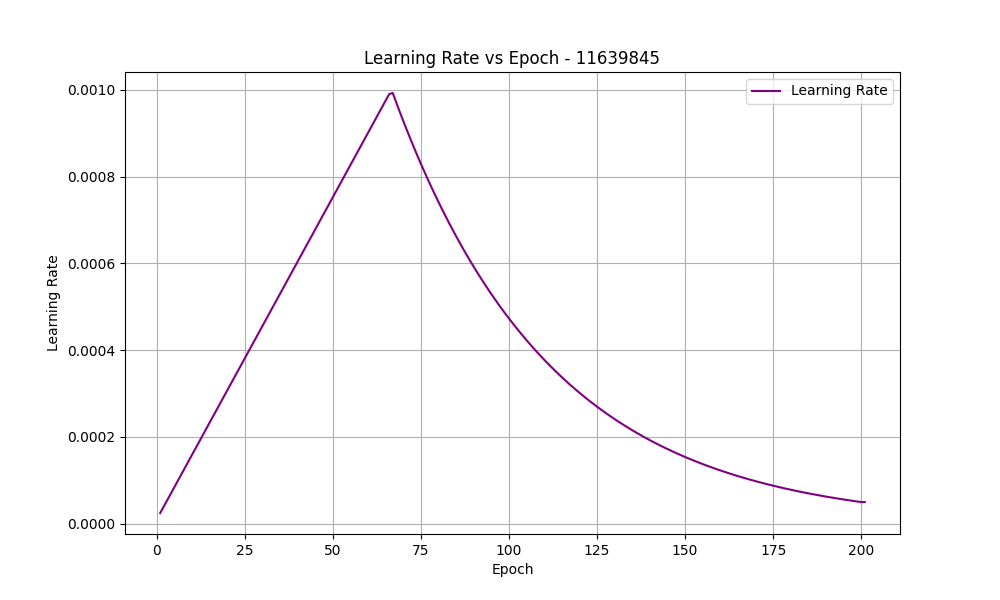 Learning Rate vs Epoch - 11639845
Learning Rate
0.0010
0.0008
0.0006
0.0004
0.0002
0.0000
Learning Rate
0 25 50 75 100 125 150 175 200
Epoch